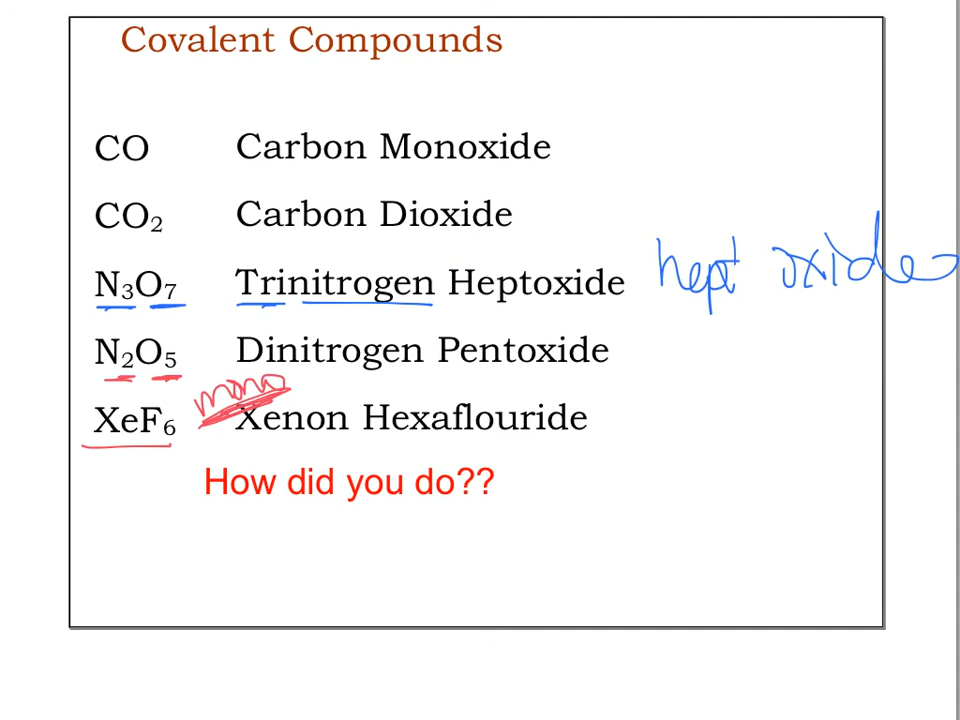 Covalent Compounds
CO Carbon Monoxide
CO₂ Carbon Dioxide
N₃O₇ Trinitrogen Heptoxide hept oxide
N₂O₅ Dinitrogen Pentoxide
mono
XeF₆ Xenon Hexaflouride
How did you do??